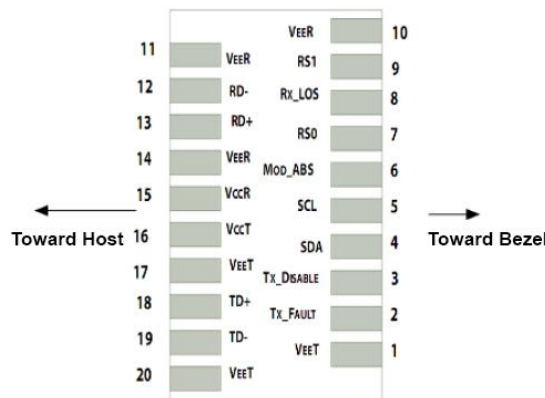 VEER 10
11 VEER
RS1 9
12 RD-
RX_LOS 8
13 RD+
RS0 7
14 VEER
MOD_ABS 6
15 VCCR
SCL 5
Toward Host
16 VCCT
SDA 4
Toward Bezel
17 VEET
TX_DISABLE 3
18 TD+
TX_FAULT 2
19 TD-
VEET 1
20 VEET